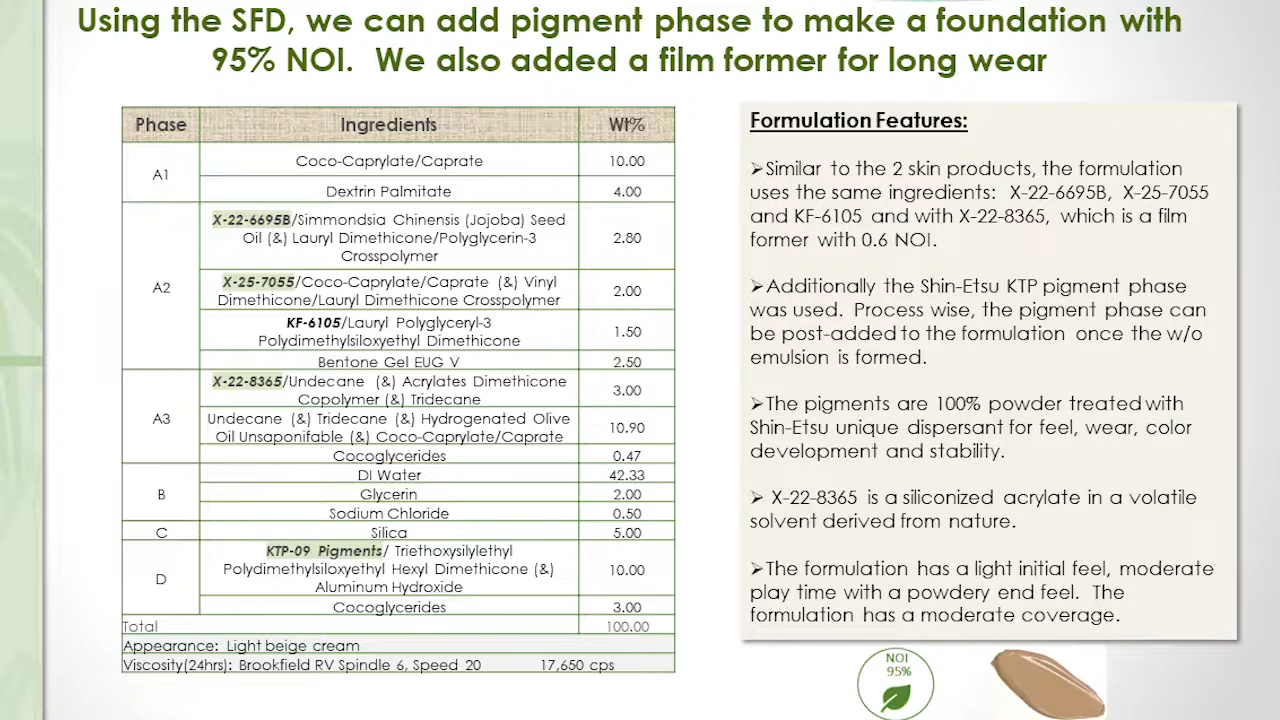 Using the SFD, we can add pigment phase to make a foundation with
95% NOI. We also added a film former for long wear
Phase Ingredients Wt%
A1
Coco-Caprylate/Caprate 10.00
Dextrin Palmitate 4.00
A2
X-22-6695B/Simmondsia Chinensis (Jojoba) Seed
Oil (&) Lauryl Dimethicone/Polyglycerin-3
Crosspolymer
2.80
X-25-7055/Coco-Caprylate/Caprate (&) Vinyl
Dimethicone/Lauryl Dimethicone Crosspolymer
2.00
KF-6105/Lauryl Polyglyceryl-3
Polydimethylsiloxyethyl Dimethicone
1.50
Bentone Gel EUG V 2.50
A3
X-22-8365/Undecane (&) Acrylates Dimethicone
Copolymer (&) Tridecane
3.00
Undecane (&) Tridecane (&) Hydrogenated Olive
Oil Unsaponifable (&) Coco-Caprylate/Caprate
10.90
Cocoglycerides 0.47
B
DI Water 42.33
Glycerin 2.00
Sodium Chloride 0.50
C Silica 5.00
D
KTP-09 Pigments/ Triethoxysilylethyl
Polydimethylsiloxyethyl Hexyl Dimethicone (&)
Aluminum Hydroxide
10.00
Cocoglycerides 3.00
Total 100.00
Appearance: Light beige cream
Viscosity(24hrs): Brookfield RV Spindle 6, Speed 20 17,650 cps
Formulation Features:
➢Similar to the 2 skin products, the formulation
uses the same ingredients: X-22-6695B, X-25-7055
and KF-6105 and with X-22-8365, which is a film
former with 0.6 NOI.
➢Additionally the Shin-Etsu KTP pigment phase
was used. Process wise, the pigment phase can
be post-added to the formulation once the w/o
emulsion is formed.
➢The pigments are 100% powder treated with
Shin-Etsu unique dispersant for feel, wear, color
development and stability.
➢ X-22-8365 is a siliconized acrylate in a volatile
solvent derived from nature.
➢The formulation has a light initial feel, moderate
play time with a powdery end feel. The
formulation has a moderate coverage.
NOI
95%